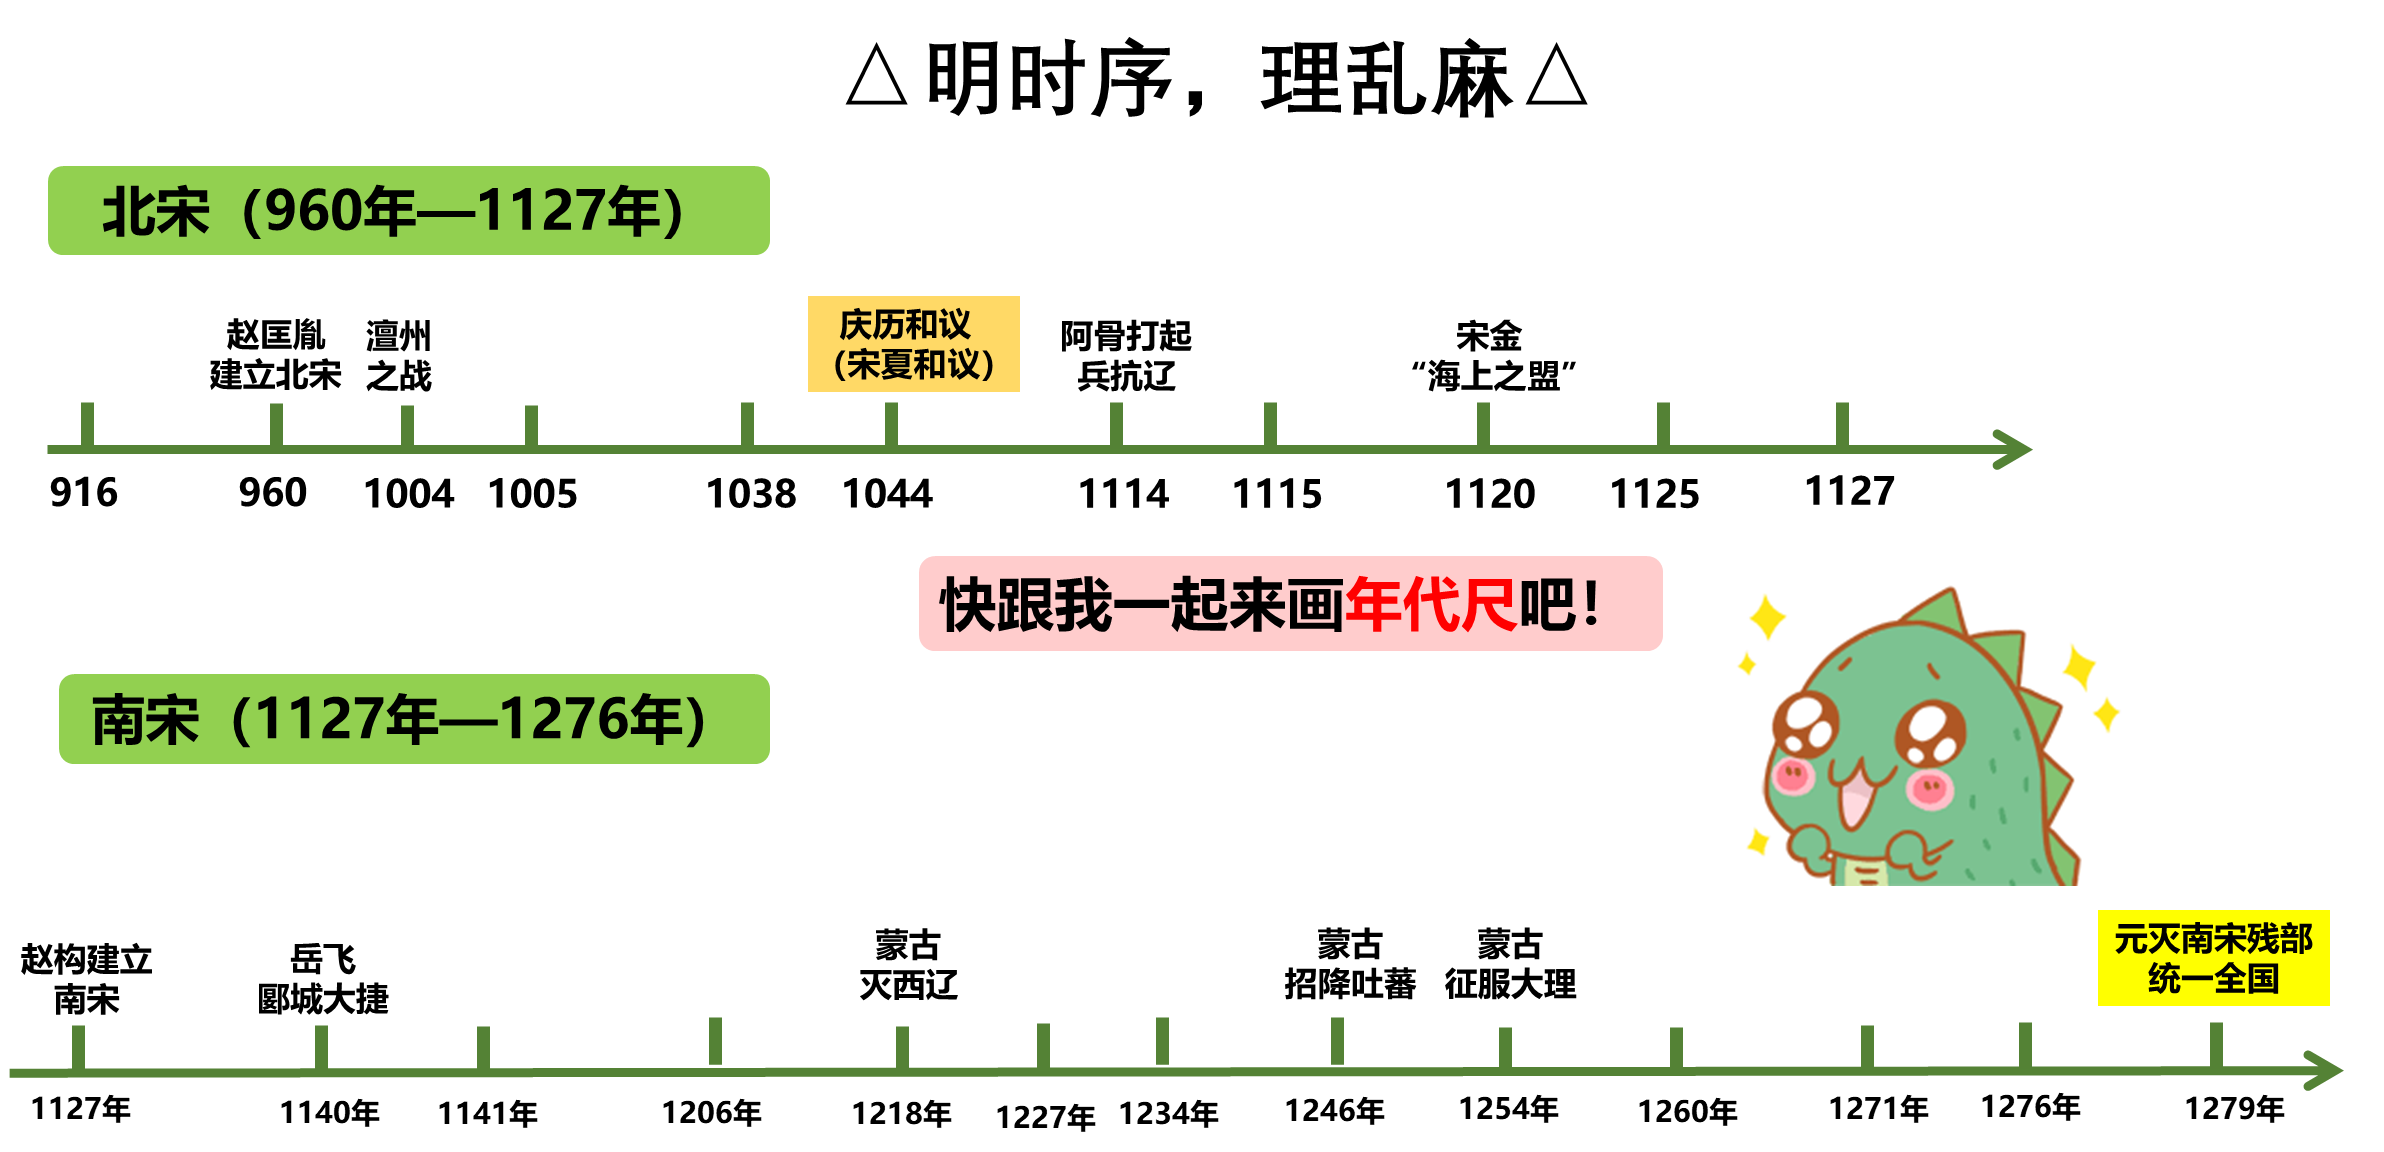 △明时序，理乱麻△
北宋（960年—1127年）
赵匡胤
建立北宋
澶州
之战
庆历和议
（宋夏和议）
阿骨打起
兵抗辽
宋金
“海上之盟”
916 960 1004 1005 1038 1044 1114 1115 1120 1125 1127
快跟我一起来画年代尺吧！
南宋（1127年—1276年）
赵构建立
南宋
岳飞
郾城大捷
蒙古
灭西辽
蒙古
招降吐蕃
蒙古
征服大理
元灭南宋残部
统一全国
1127年 1140年 1141年 1206年 1218年 1227年 1234年 1246年 1254年 1260年 1271年 1276年 1279年